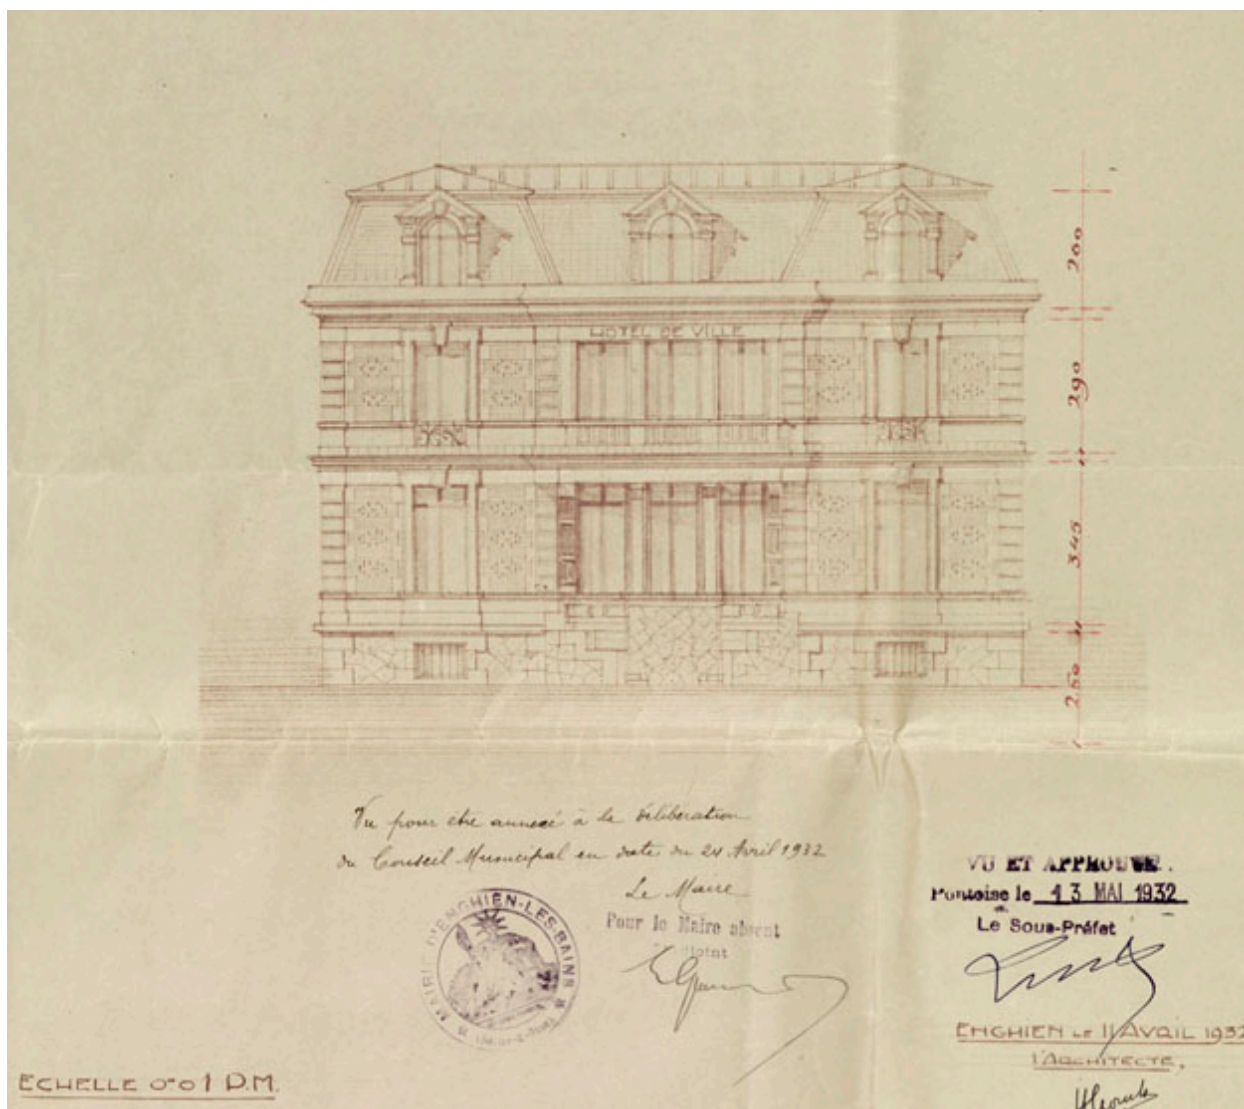 HOTEL DE VILLE
200
290
345
250
Vu pour être annexé à la délibération
du Conseil Municipal en date du 24 Avril 1932
Le Maire
Pour le Maire absent
MAIRIE D'ENGHIEN-LES-BAINS
VU ET APPROUVE.
Pontoise le 13 MAI 1932
Le Sous-Préfet
ENGHIEN LE 11 AVRIL 1932
L'ARCHITECTE,
ECHELLE 0m01 P.M.